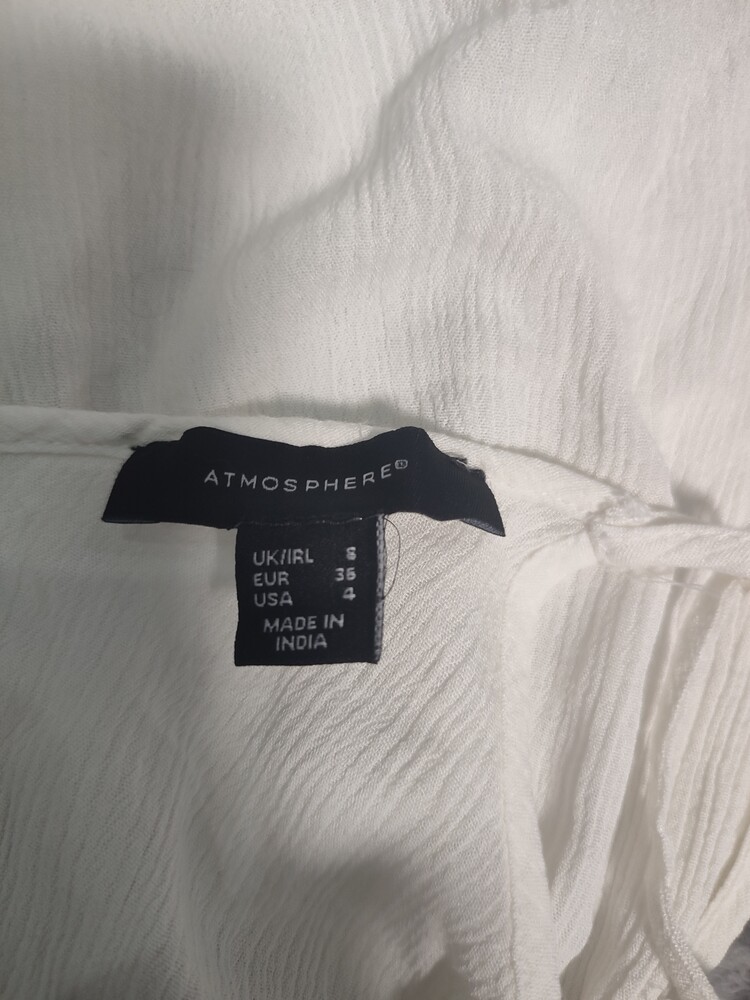 ATMOSPHERE®
UK/IRL 8
EUR 36
USA 4
MADE IN
INDIA